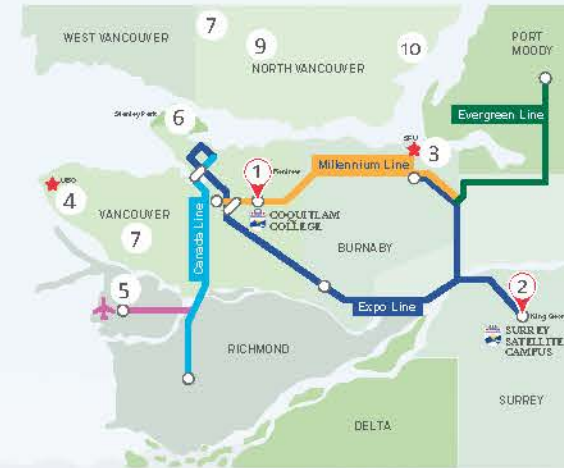 WEST VANCOUVER
7
9
NORTH VANCOUVER
10
PORT
MOODY
Stanley Park
6
Evergreen Line
SFU
Millennium Line
3
1
UBC
4
VANCOUVER
7
COQUITLAM
COLLEGE
BURNABY
Canada Line
5
Expo Line
2
King George
SURREY
SATELLITE
CAMPUS
RICHMOND
SURREY
DELTA